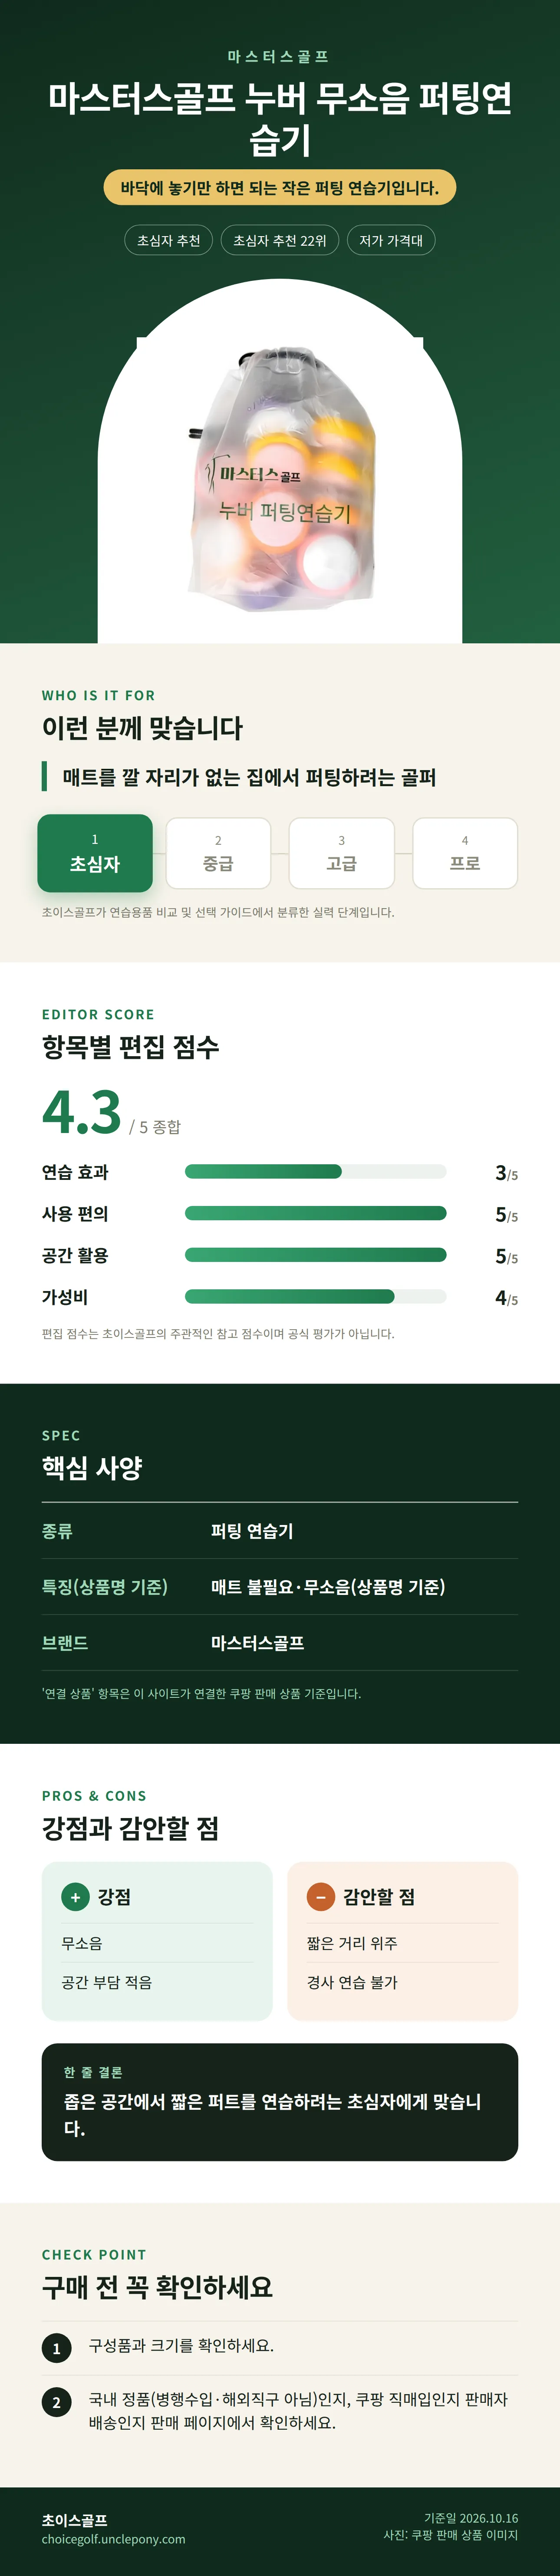 마스터스골프
마스터스골프 누버 무소음 퍼팅연
습기
바닥에 놓기만 하면 되는 작은 퍼팅 연습기입니다.
초심자 추천
초심자 추천 22위
저가 가격대
마스터스 골프
누버 퍼팅연습기
WHO IS IT FOR
이런 분께 맞습니다
매트를 깔 자리가 없는 집에서 퍼팅하려는 골퍼
1
초심자
2
중급
3
고급
4
프로
초이스골프가 연습용품 비교 및 선택 가이드에서 분류한 실력 단계입니다.
EDITOR SCORE
항목별 편집 점수
4.3 / 5 종합
연습 효과 3/5
사용 편의 5/5
공간 활용 5/5
가성비 4/5
편집 점수는 초이스골프의 주관적인 참고 점수이며 공식 평가가 아닙니다.
SPEC
핵심 사양
종류 퍼팅 연습기
특징(상품명 기준) 매트 불필요·무소음(상품명 기준)
브랜드 마스터스골프
'연결 상품' 항목은 이 사이트가 연결한 쿠팡 판매 상품 기준입니다.
PROS & CONS
강점과 감안할 점
+ 강점
무소음
공간 부담 적음
− 감안할 점
짧은 거리 위주
경사 연습 불가
한 줄 결론
좁은 공간에서 짧은 퍼트를 연습하려는 초심자에게 맞습니
다.
CHECK POINT
구매 전 꼭 확인하세요
1 구성품과 크기를 확인하세요.
2 국내 정품(병행수입·해외직구 아님)인지, 쿠팡 직매입인지 판매자
배송인지 판매 페이지에서 확인하세요.
초이스골프
choicegolf.unclepony.com
기준일 2026.10.16
사진: 쿠팡 판매 상품 이미지